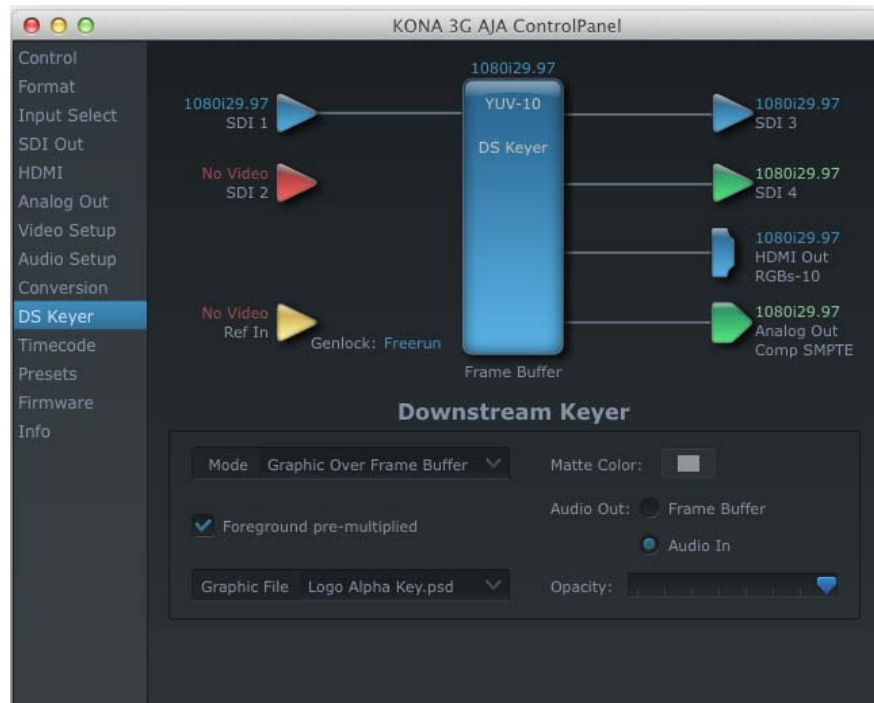 KONA 3G AJA ControlPanel
Control
Format
Input Select
SDI Out
HDMI
Analog Out
Video Setup
Audio Setup
Conversion
DS Keyer
Timecode
Presets
Firmware
Info
1080i29.97
YUV-10
DS Keyer
Frame Buffer
1080i29.97
SDI 1
No Video
SDI 2
No Video
Ref In
Genlock: Freerun
1080i29.97
SDI 3
1080i29.97
SDI 4
1080i29.97
HDMI Out
RGBs-10
1080i29.97
Analog Out
Comp SMPTE
Downstream Keyer
Mode Graphic Over Frame Buffer
Foreground pre-multiplied
Graphic File Logo Alpha Key.psd
Matte Color:
Audio Out: Frame Buffer
Audio In
Opacity: